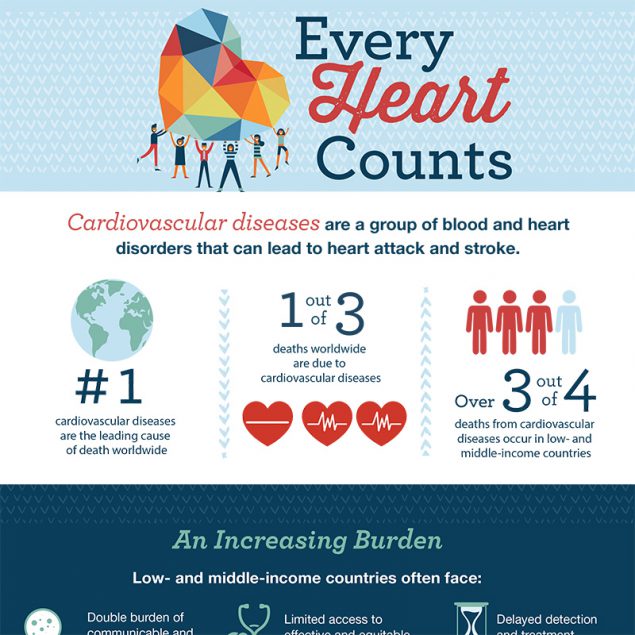 Every
Heart
Counts
Cardiovascular diseases are a group of blood and heart
disorders that can lead to heart attack and stroke.
#1
cardiovascular diseases
are the leading cause
of death worldwide
1 out of 3
deaths worldwide
are due to
cardiovascular diseases
Over 3 out of 4
deaths from cardiovascular
diseases occur in low- and
middle-income countries
An Increasing Burden
Low- and middle-income countries often face:
Double burden of
communicable and
Limited access to
effective and equitable
Delayed detection
and treatment